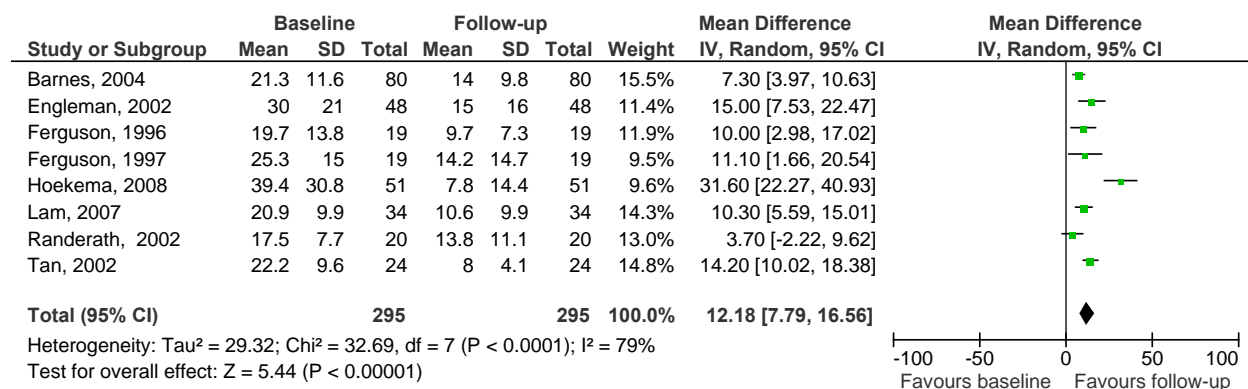 Baseline Follow-up Mean Difference Mean Difference
Study or Subgroup Mean SD Total Mean SD Total Weight IV, Random, 95% CI IV, Random, 95% CI
Barnes, 2004 21.3 11.6 80 14 9.8 80 15.5% 7.30 [3.97, 10.63]
Engleman, 2002 30 21 48 15 16 48 11.4% 15.00 [7.53, 22.47]
Ferguson, 1996 19.7 13.8 19 9.7 7.3 19 11.9% 10.00 [2.98, 17.02]
Ferguson, 1997 25.3 15 19 14.2 14.7 19 9.5% 11.10 [1.66, 20.54]
Hoekema, 2008 39.4 30.8 51 7.8 14.4 51 9.6% 31.60 [22.27, 40.93]
Lam, 2007 20.9 9.9 34 10.6 9.9 34 14.3% 10.30 [5.59, 15.01]
Randerath, 2002 17.5 7.7 20 13.8 11.1 20 13.0% 3.70 [-2.22, 9.62]
Tan, 2002 22.2 9.6 24 8 4.1 24 14.8% 14.20 [10.02, 18.38]
Total (95% CI) 295 295 100.0% 12.18 [7.79, 16.56]
Heterogeneity: Tau² = 29.32; Chi² = 32.69, df = 7 (P < 0.0001); I² = 79%
Test for overall effect: Z = 5.44 (P < 0.00001)
-100 -50 0 50 100
Favours baseline Favours follow-up